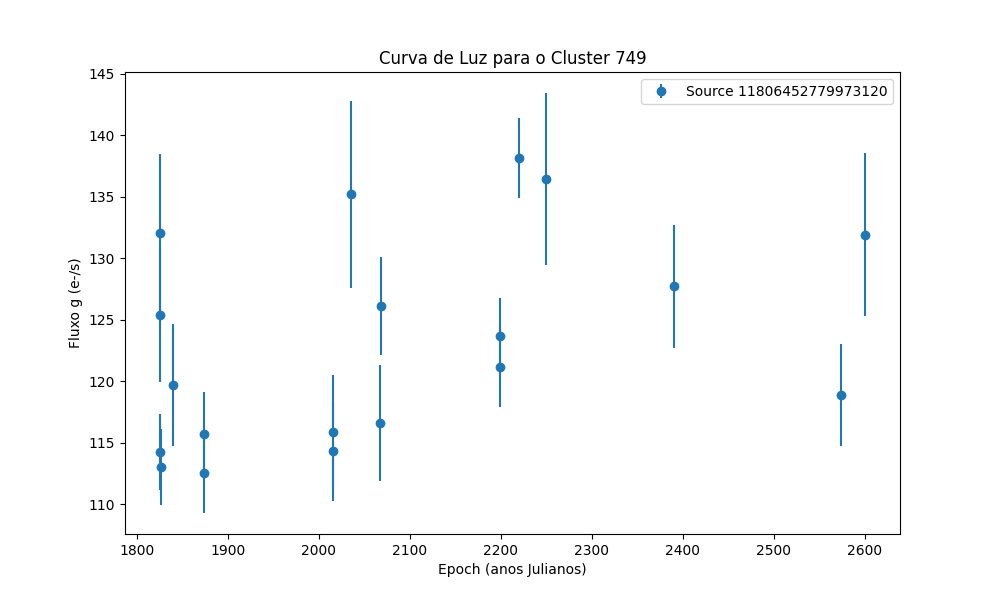 Curva de Luz para o Cluster 749
Source 11806452779973120
145
140
135
130
125
120
115
110
Fluxo g (e-/s)
1800 1900 2000 2100 2200 2300 2400 2500 2600
Epoch (anos Julianos)